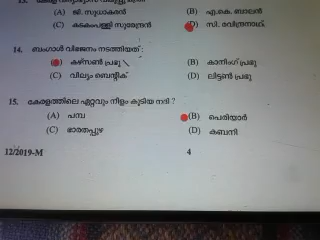 (A) ജി. സുധാകരൻ (B) എ.കെ. ബാലൻ
(C) കടകംപള്ളി സുരേന്ദ്രൻ (D) സി. രവീന്ദ്രനാഥ്.
14. ബംഗാൾ വിഭജനം നടത്തിയത് :
(A) കഴ്സൺ പ്രഭു (B) കാനിംഗ് പ്രഭു
(C) വില്യം ബെന്റിക് (D) ലിട്ടൺ പ്രഭു
15. കേരളത്തിലെ ഏറ്റവും നീളം കൂടിയ നദി ?
(A) പമ്പ (B) പെരിയാർ
(C) ഭാരതപ്പുഴ (D) കബനി
12/2019-M 4